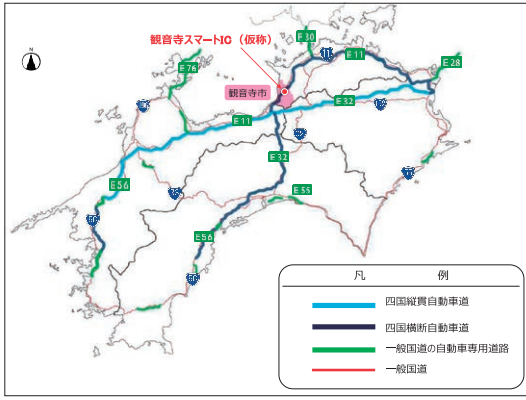 N
E30
観音寺スマートIC（仮称）
11
E11
E28
E76
観音寺市
E32
E11
E32
E56
E55
E56
56
凡 例
四国縦貫自動車道
四国横断自動車道
一般国道の自動車専用道路
一般国道